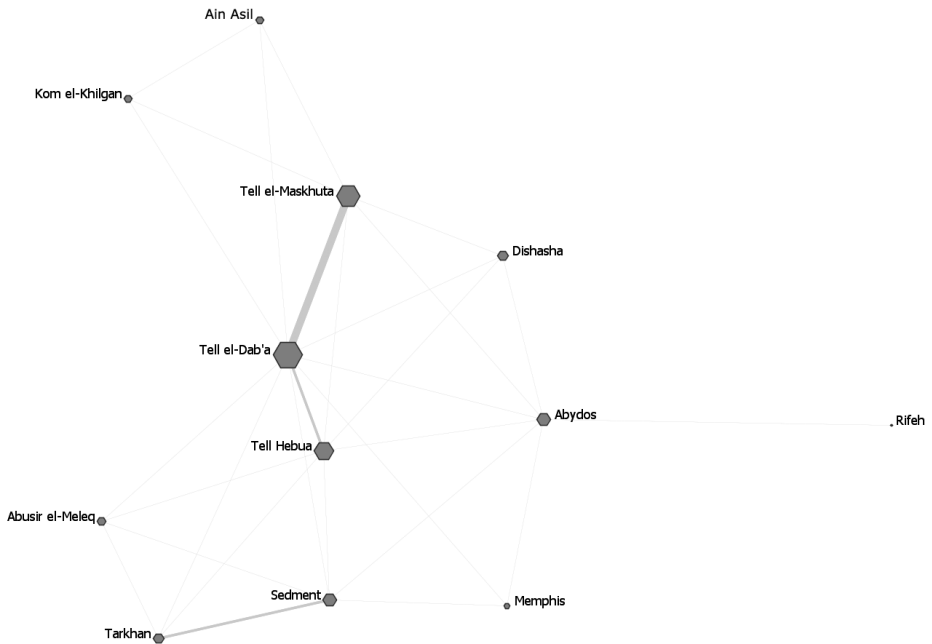 Ain Asil
Kom el-Khilgan
Tell el-Maskhuta
Dishasha
Tell el-Dab'a
Abydos
Rifeh
Tell Hebua
Abusir el-Meleq
Sedment
Memphis
Tarkhan